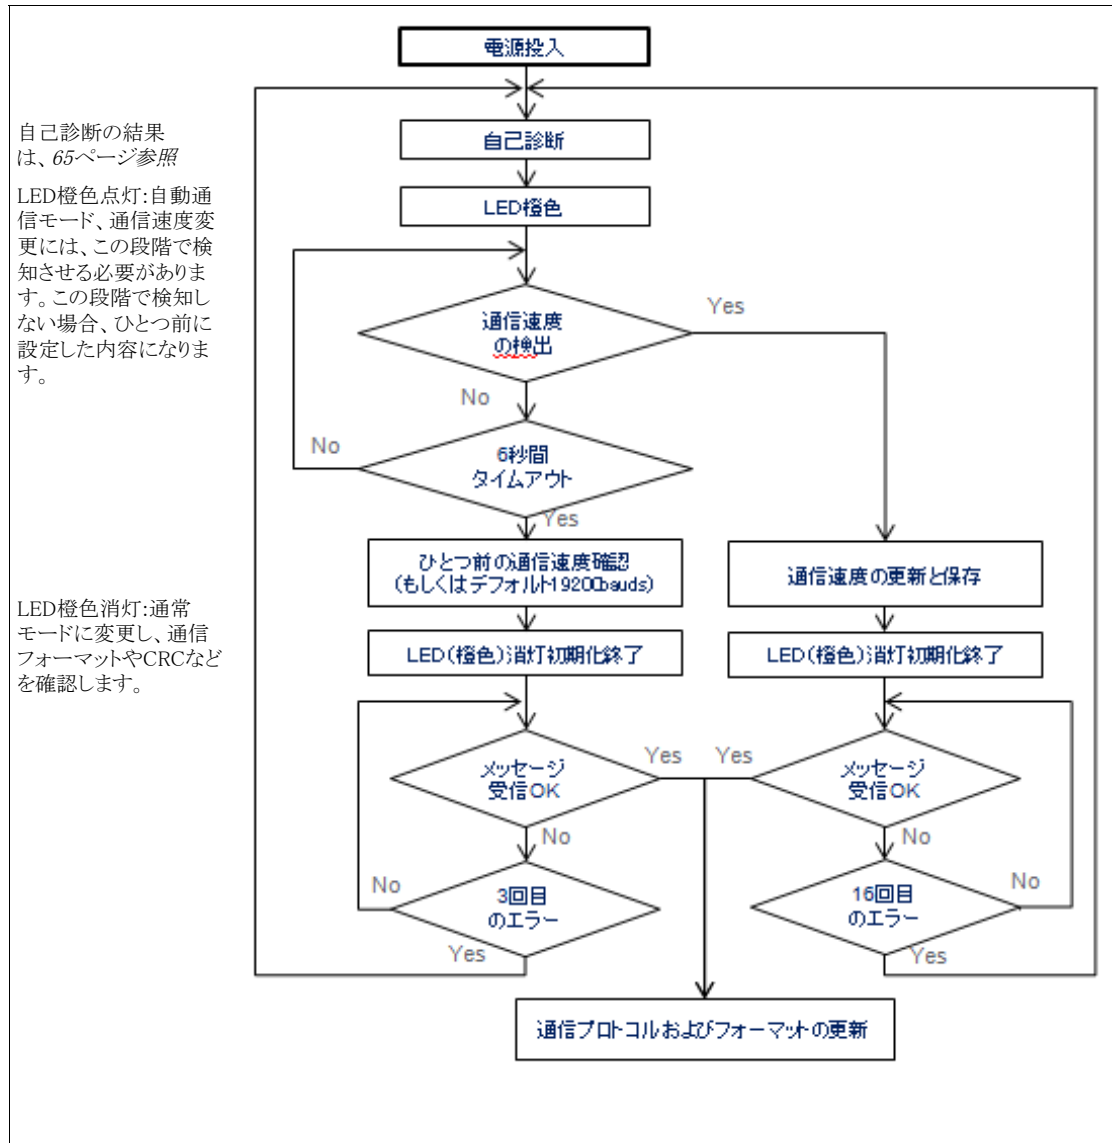 電源投入
自己診断の結果
は、65ページ参照
自己診断
LED橙色点灯:自動通
信モード、通信速度変
更には、この段階で検
知させる必要がありま
す。この段階で検知し
ない場合、ひとつ前に
設定した内容になりま
す。
LED橙色
通信速度
の検出
Yes
No
6秒間
タイムアウト
No
Yes
ひとつ前の通信速度確認
(もしくはデフォルト19200bauds)
通信速度の更新と保存
LED橙色消灯:通常
モードに変更し、通信
フォーマットやCRCなど
を確認します。
LED(橙色)消灯初期化終了
LED(橙色)消灯初期化終了
メッセージ
受信OK
Yes
Yes
メッセージ
受信OK
No
No
3回目
のエラー
No
Yes
16回目
のエラー
No
Yes
通信プロトコルおよびフォーマットの更新